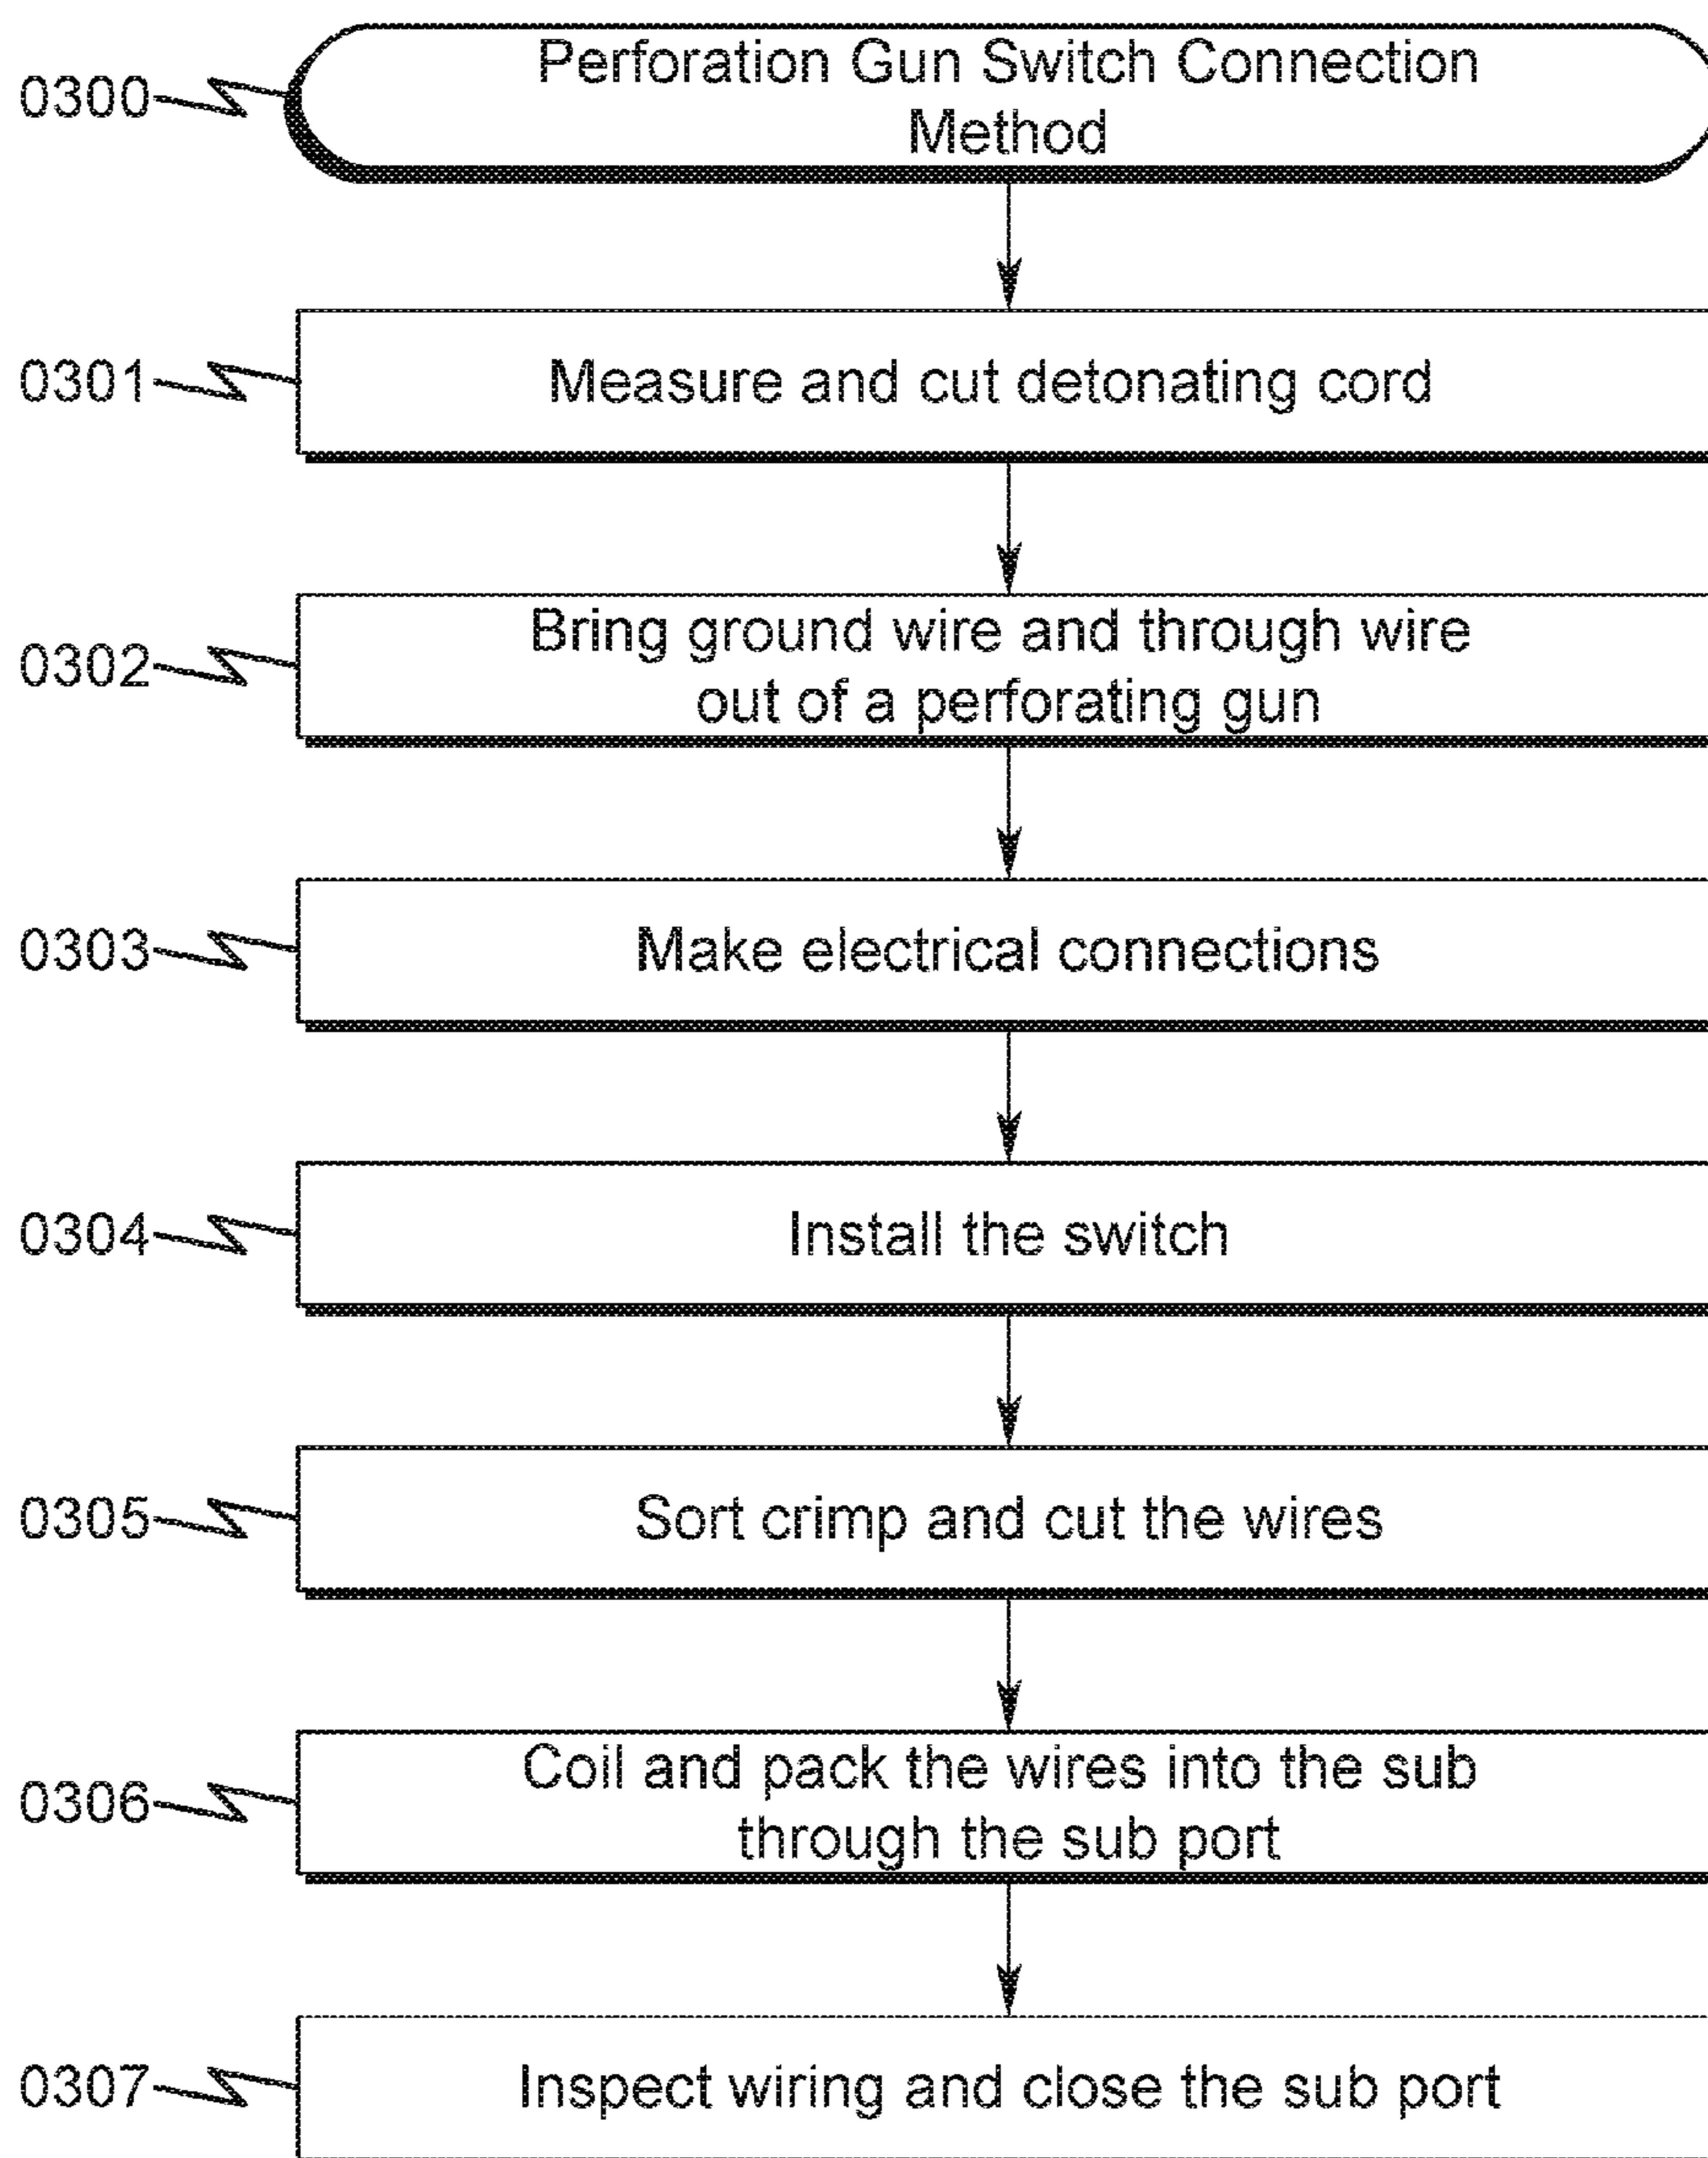 0300
Perforation Gun Switch Connection
Method
0301
Measure and cut detonating cord
0302
Bring ground wire and through wire
out of a perforating gun
0303
Make electrical connections
0304
Install the switch
0305
Sort crimp and cut the wires
0306
Coil and pack the wires into the sub
through the sub port
0307
Inspect wiring and close the sub port